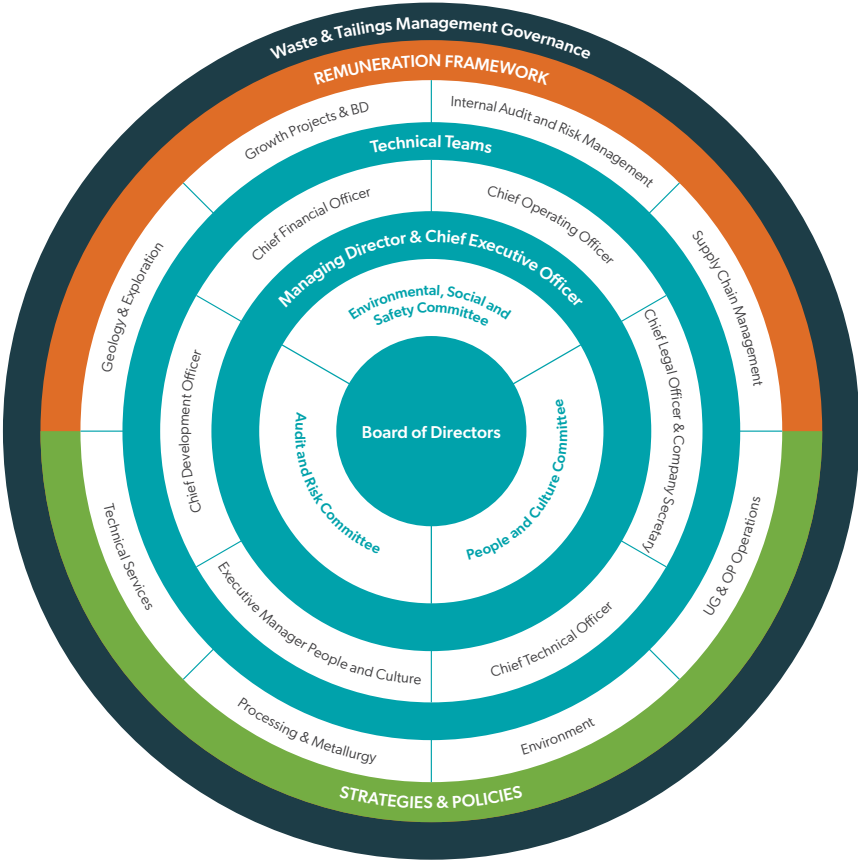 Waste & Tailings Management Governance
REMUNERATION FRAMEWORK
Growth Projects & BD
Internal Audit and Risk Management
Geology & Exploration
Supply Chain Management
Technical Teams
Chief Financial Officer
Chief Operating Officer
Managing Director & Chief Executive Officer
Environmental, Social and
Safety Committee
Chief Development Officer
Chief Legal Officer & Company Secretary
Board of Directors
Audit and Risk Committee
People and Culture Committee
Technical Services
UG & OP Operations
Executive Manager People and Culture
Chief Technical Officer
Processing & Metallurgy
Environment
STRATEGIES & POLICIES